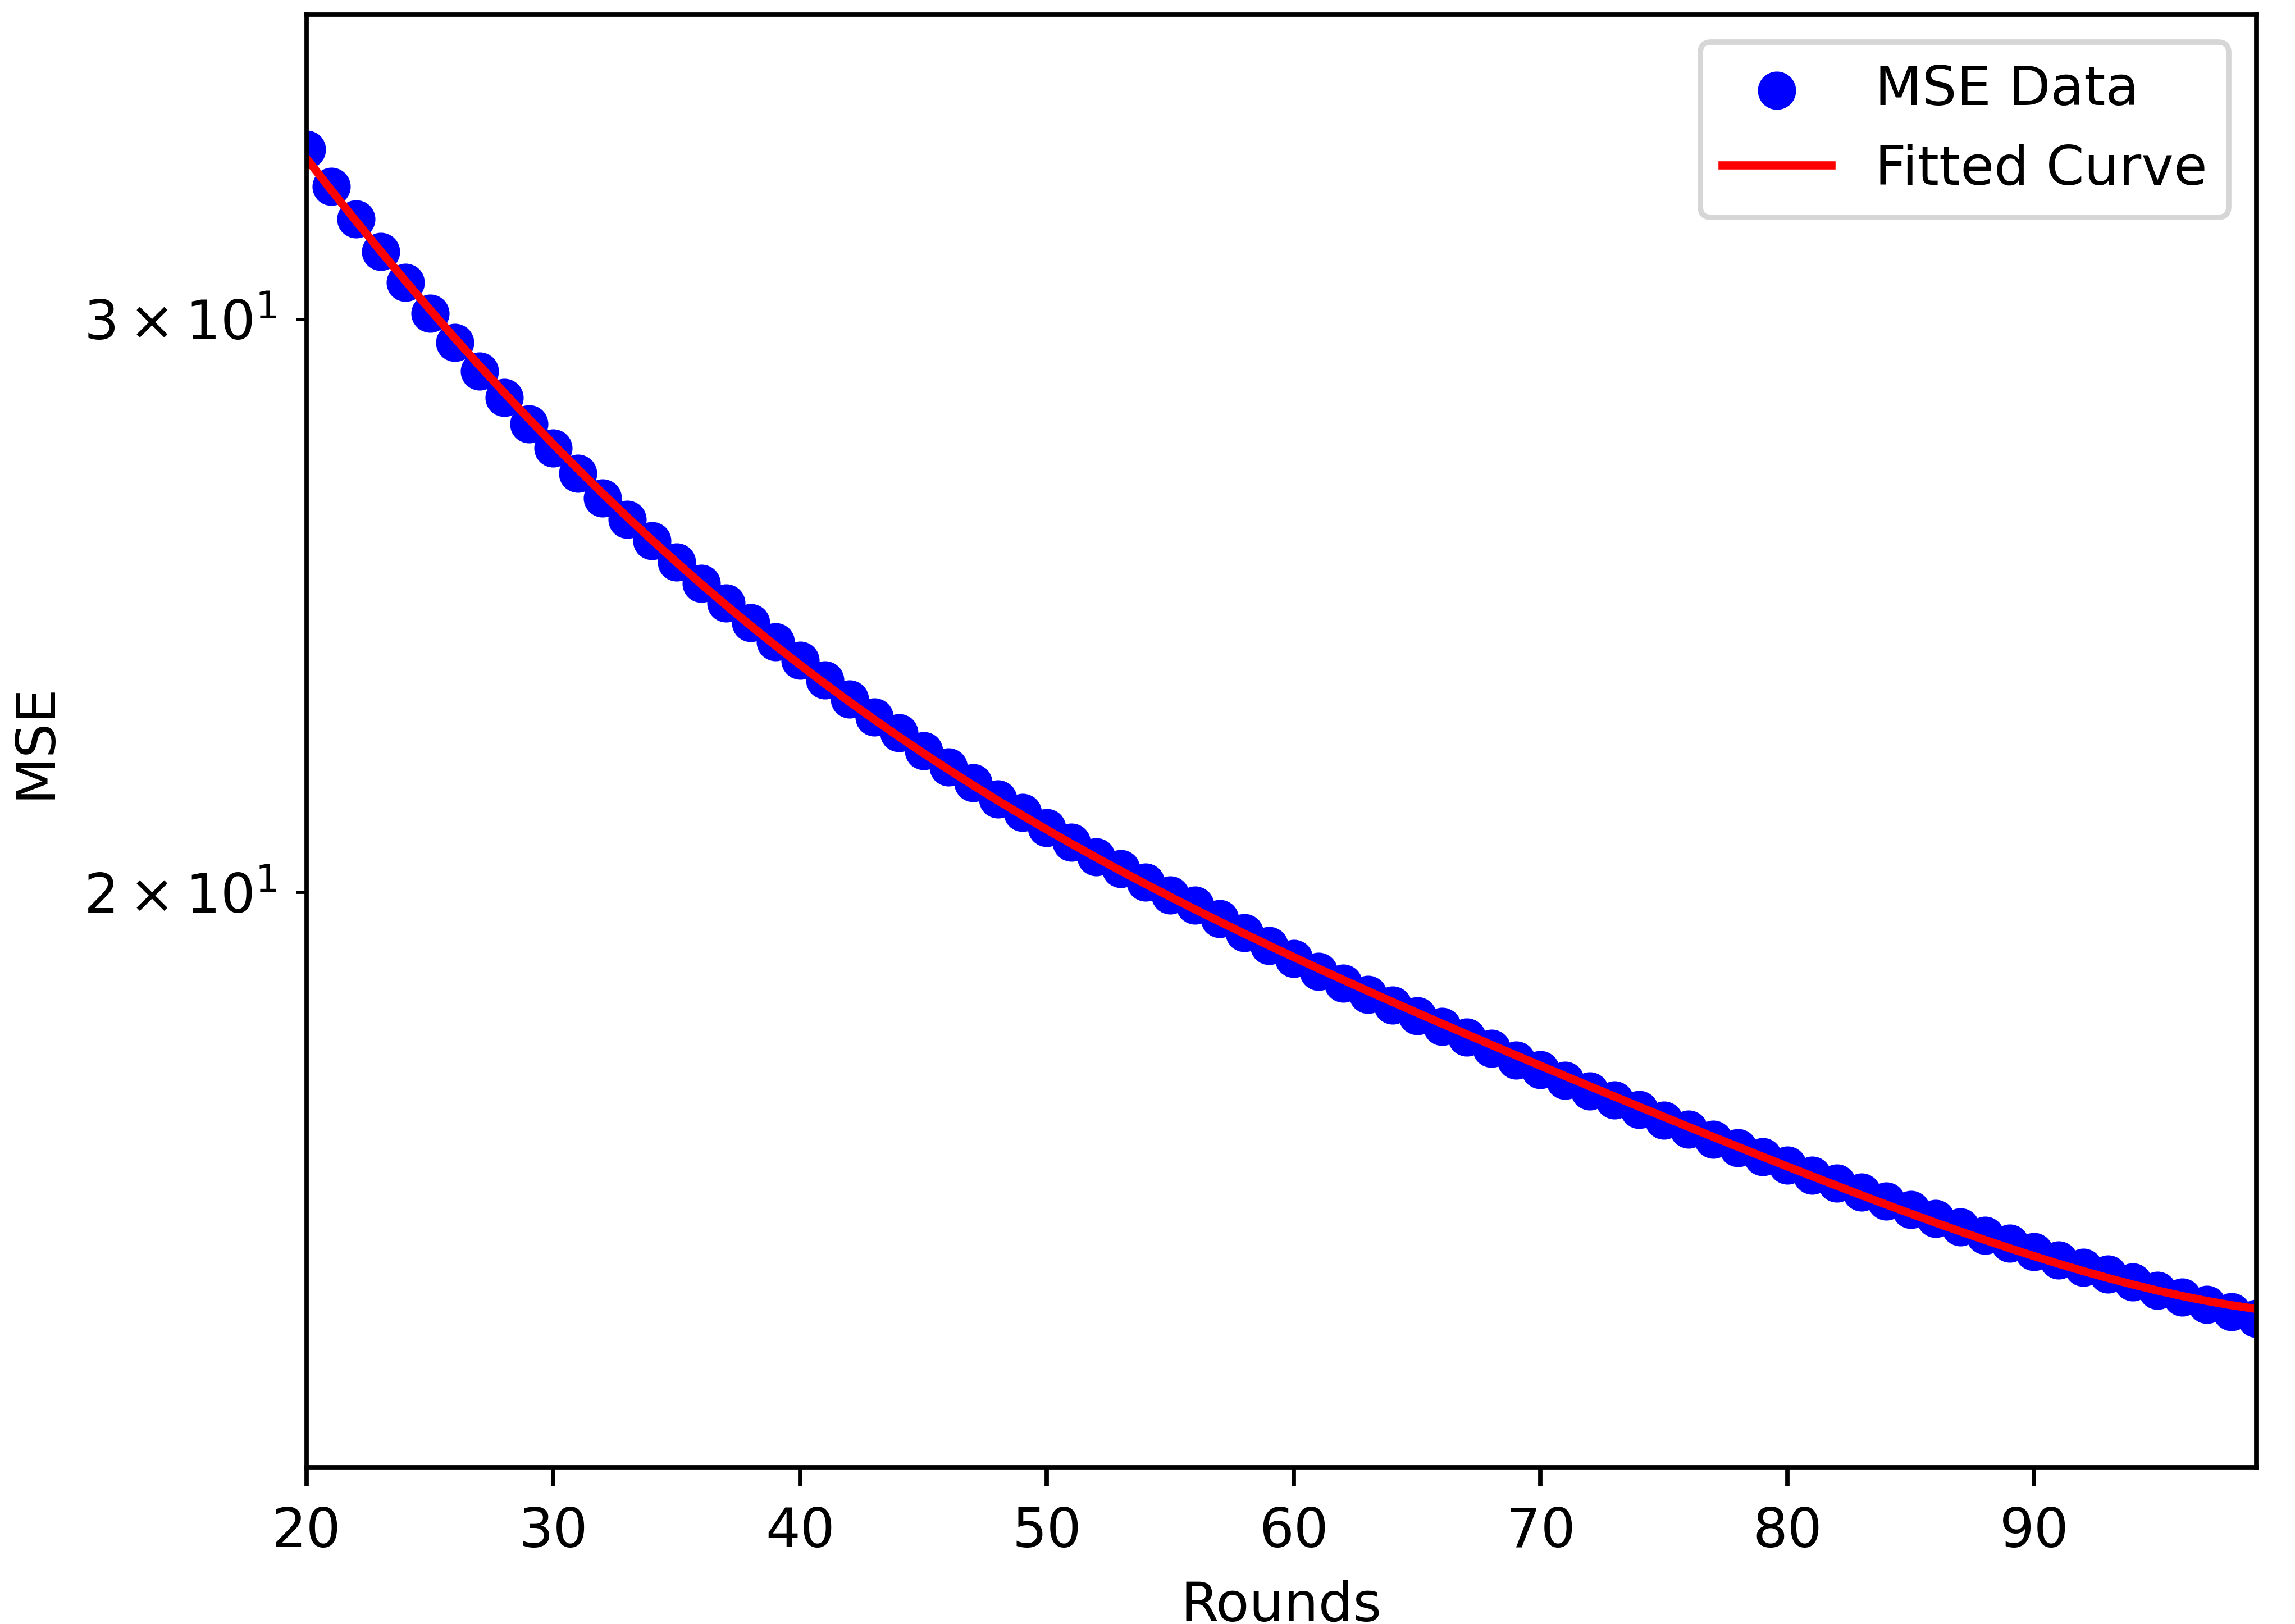 MSE Data
Fitted Curve
3 × 10¹
2 × 10¹
MSE
20 30 40 50 60 70 80 90
Rounds